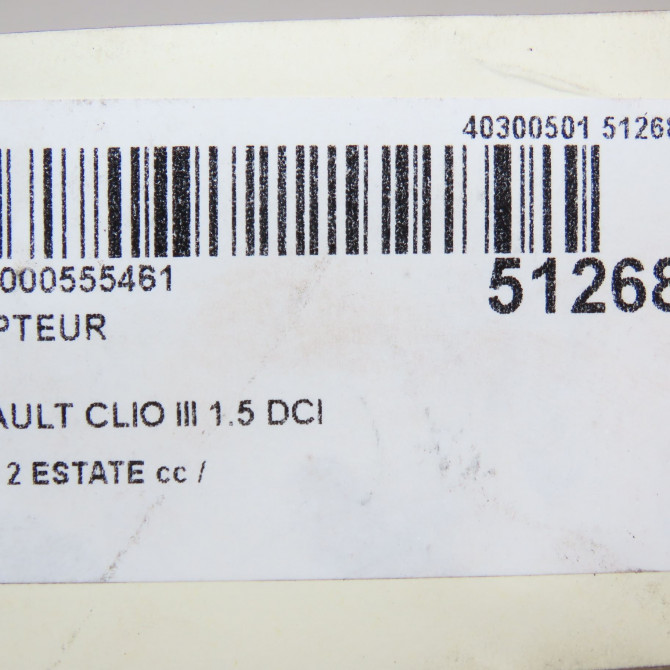 40300501 51268
000555461
51268
PTEUR
AULT CLIO III 1.5 DCI
2 ESTATE cc /